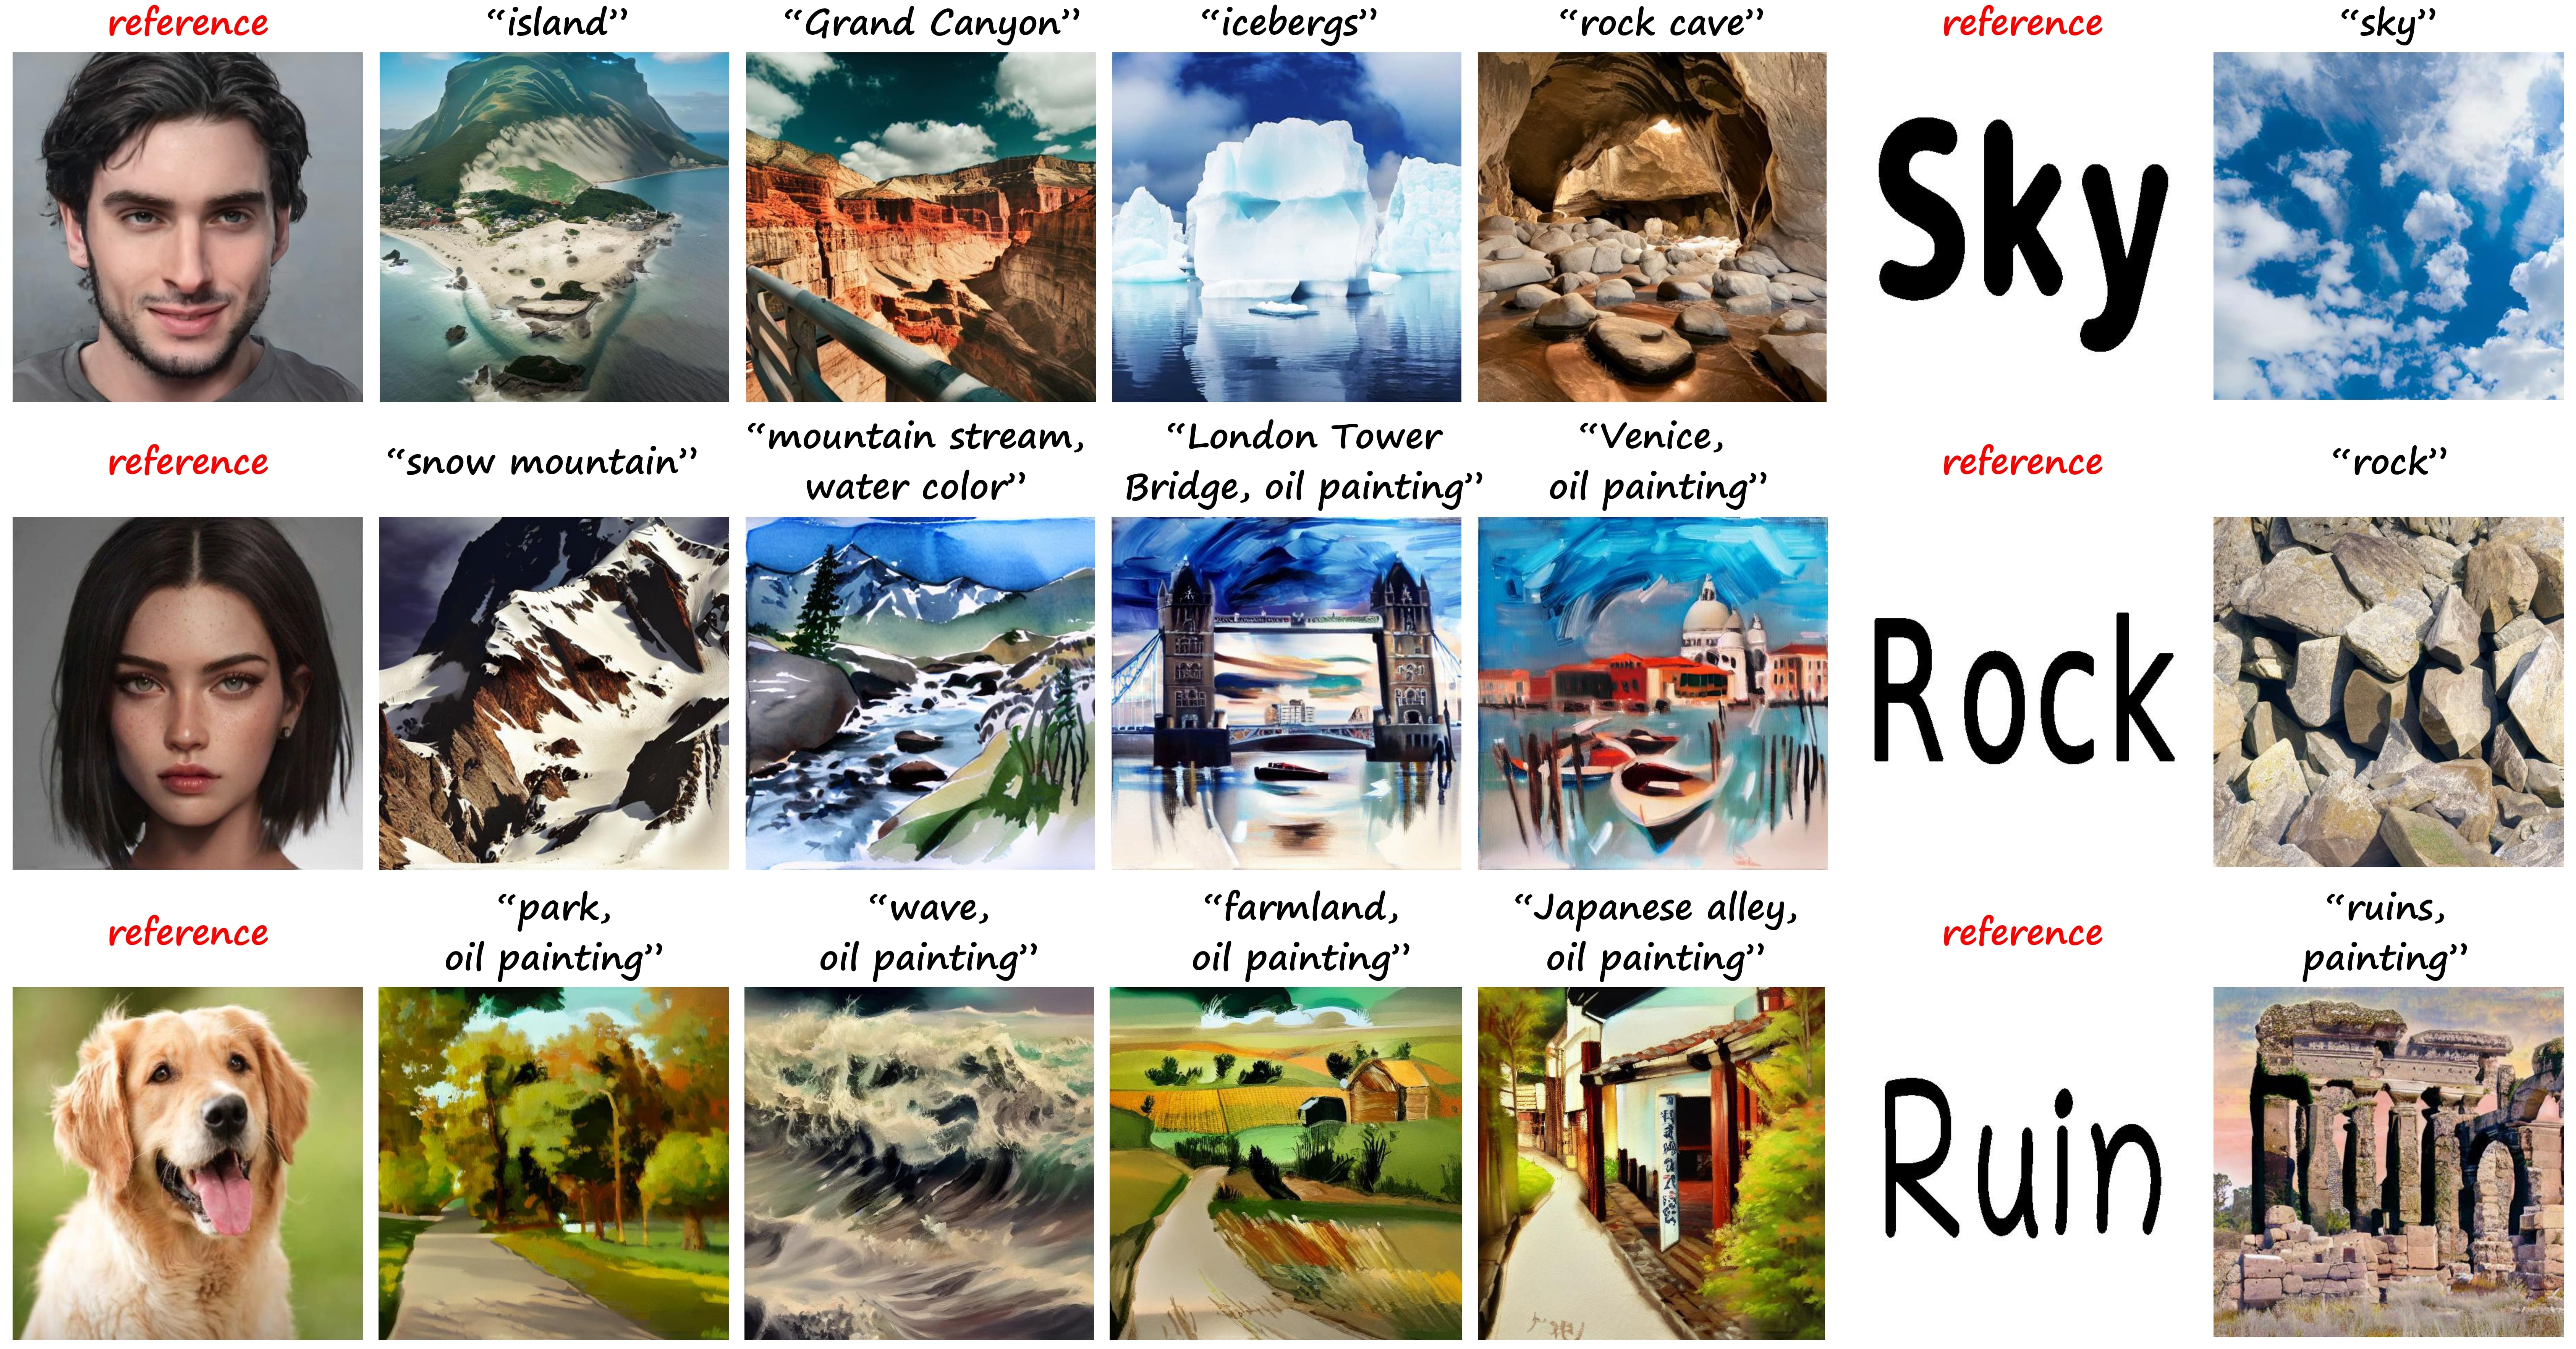 reference
“island”
“Grand Canyon”
“icebergs”
“rock cave”
reference
“sky”
Sky
reference
“snow mountain”
“mountain stream,
water color”
“London Tower
Bridge, oil painting”
“Venice,
oil painting”
reference
“rock”
Rock
reference
“park,
oil painting”
“wave,
oil painting”
“farmland,
oil painting”
“Japanese alley,
oil painting”
reference
“ruins,
painting”
Ruin